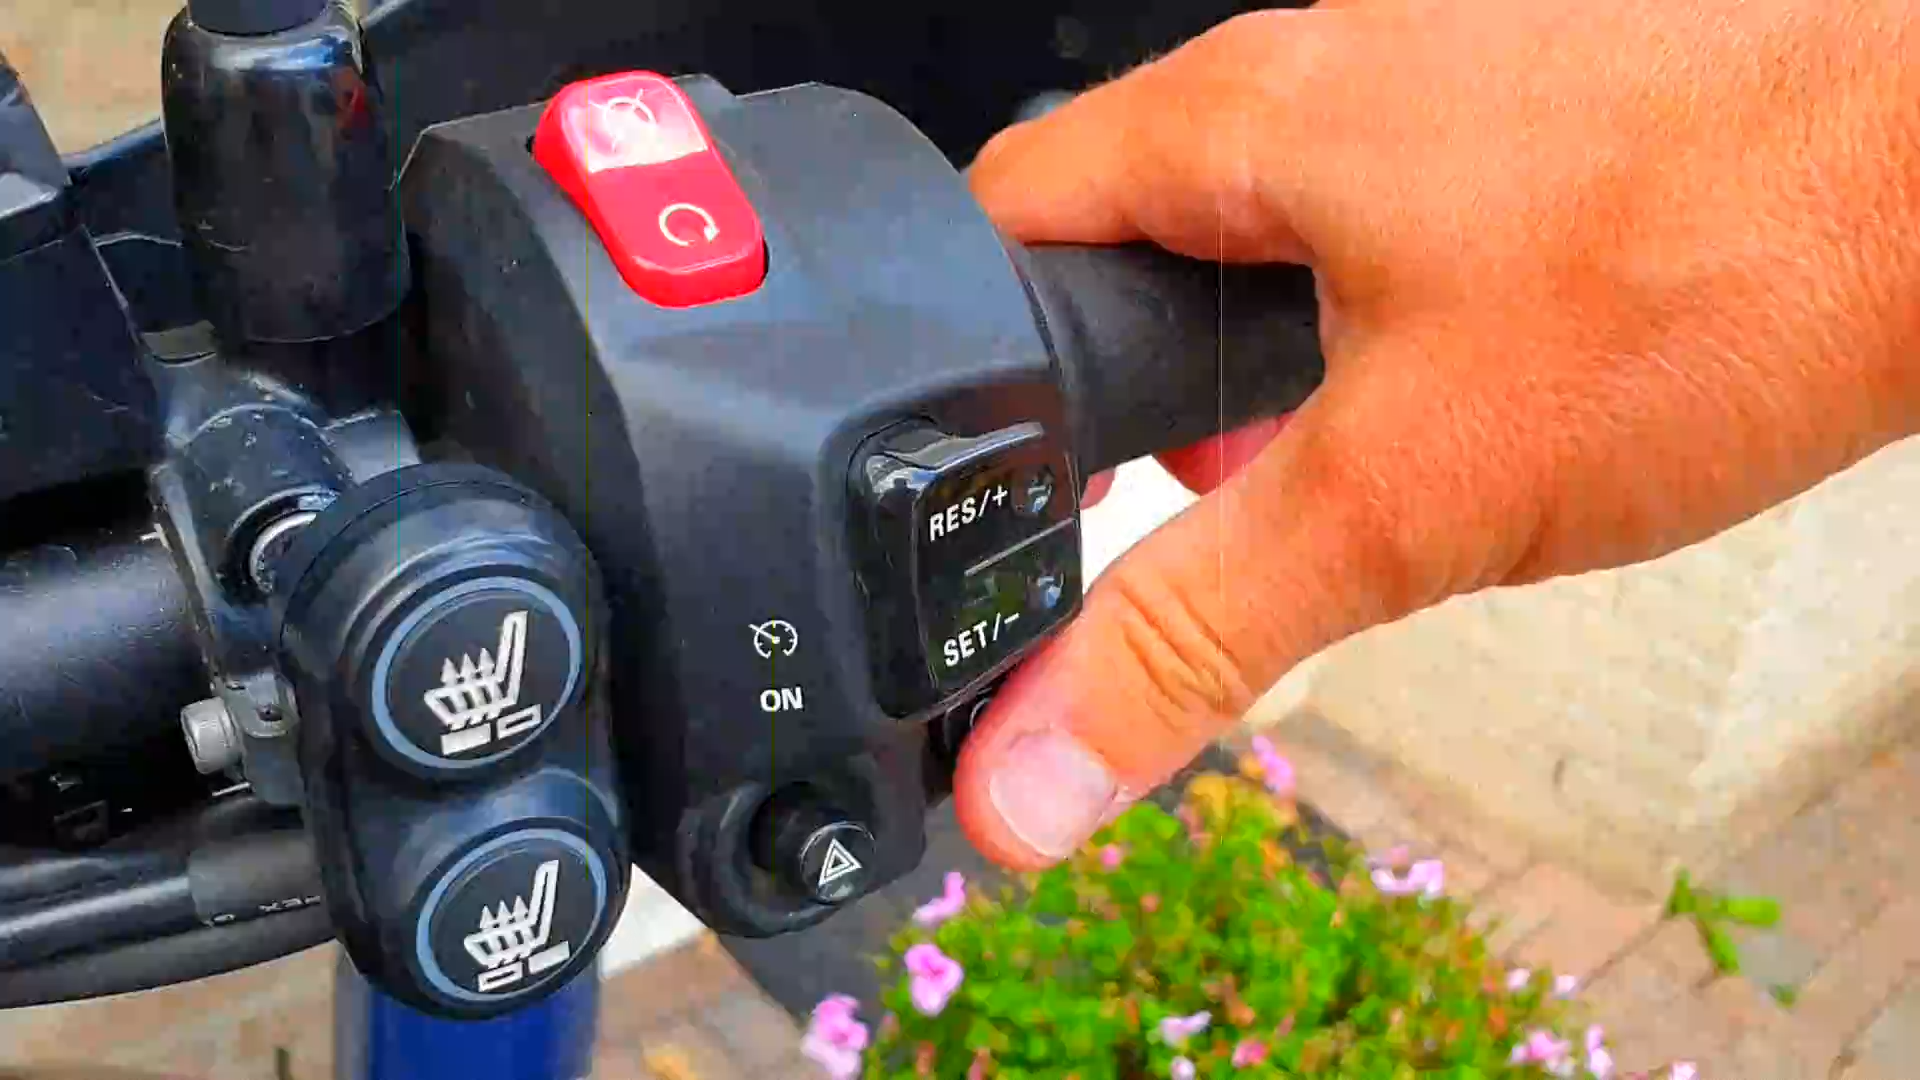 RES/+
SET/-
ON